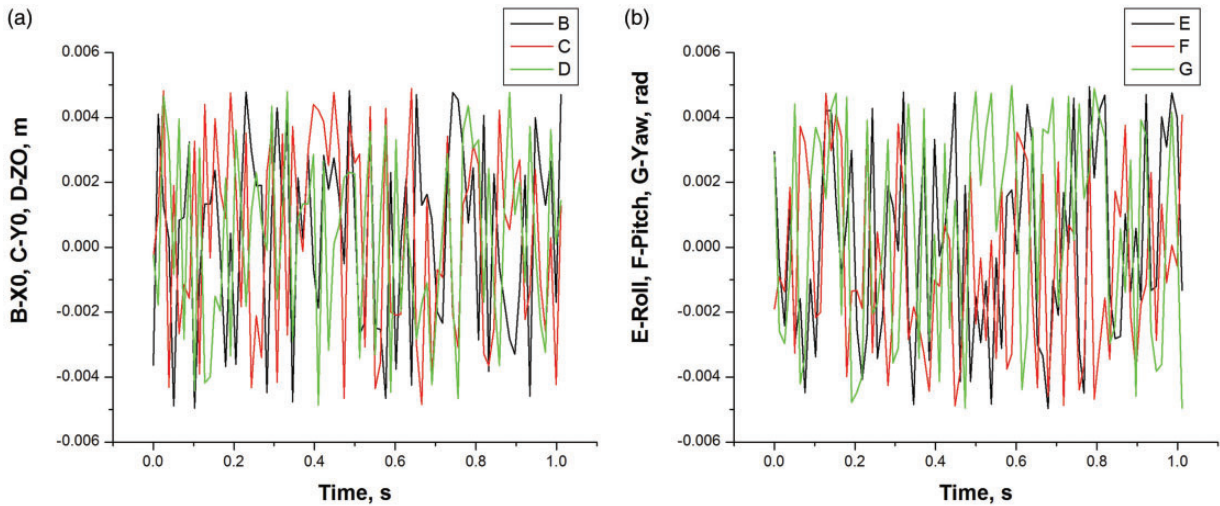 (a)
B
C
D
0.006
0.004
0.002
0.000
-0.002
-0.004
-0.006
B-X0, C-Y0, D-ZO, m
0.0
0.2
0.4
0.6
0.8
1.0
Time, s
(b)
E
F
G
0.006
0.004
0.002
0.000
-0.002
-0.004
-0.006
E-Roll, F-Pitch, G-Yaw, rad
0.0
0.2
0.4
0.6
0.8
1.0
Time, s